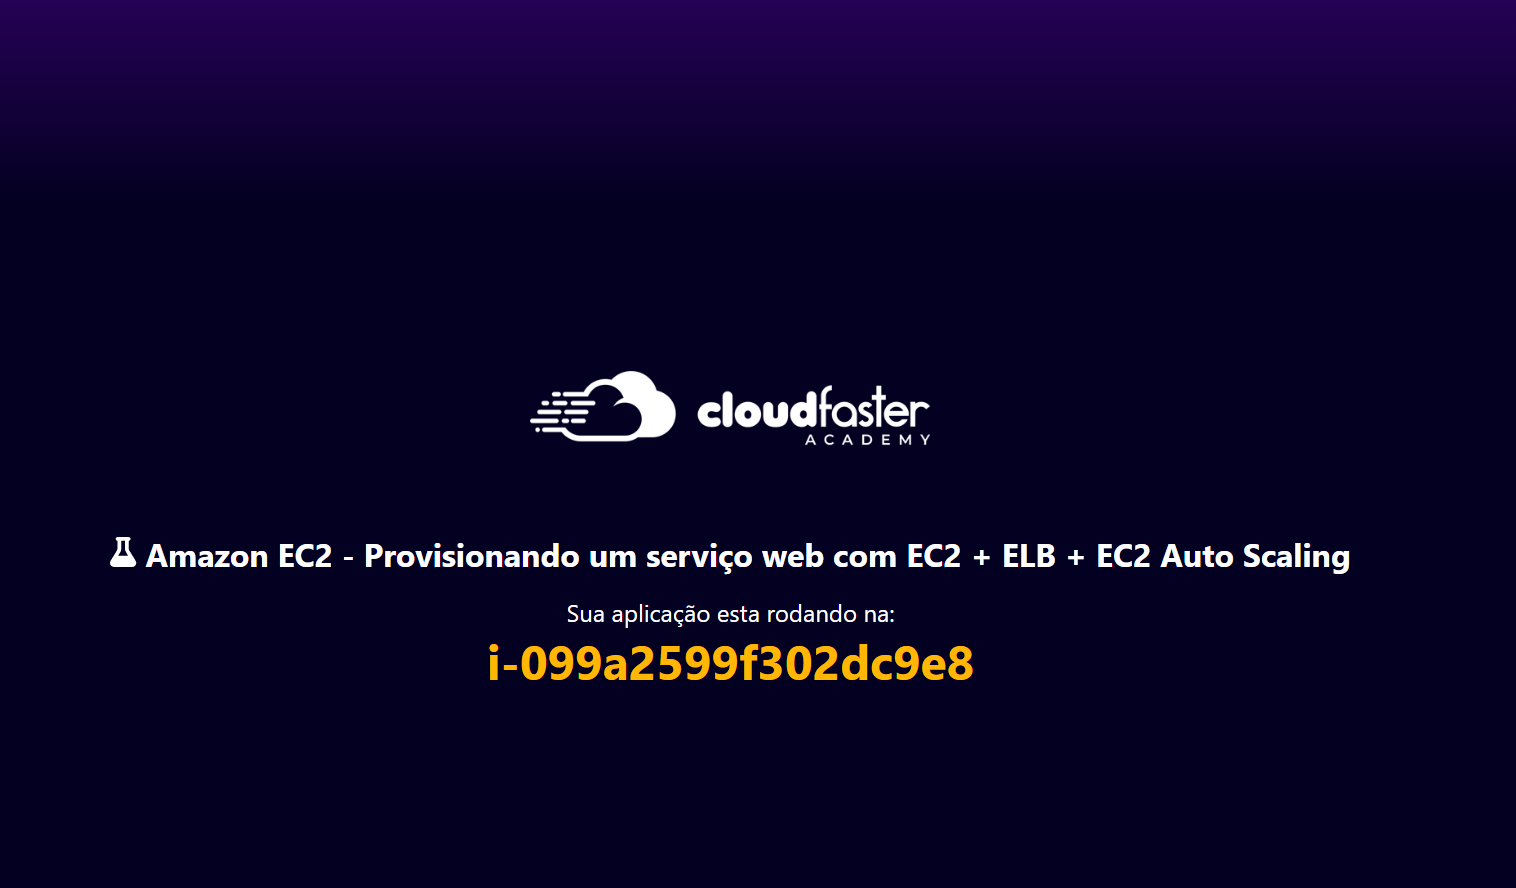 cloudfaster
ACADEMY
Amazon EC2 - Provisionando um serviço web com EC2 + ELB + EC2 Auto Scaling
Sua aplicação esta rodando na:
i-099a2599f302dc9e8